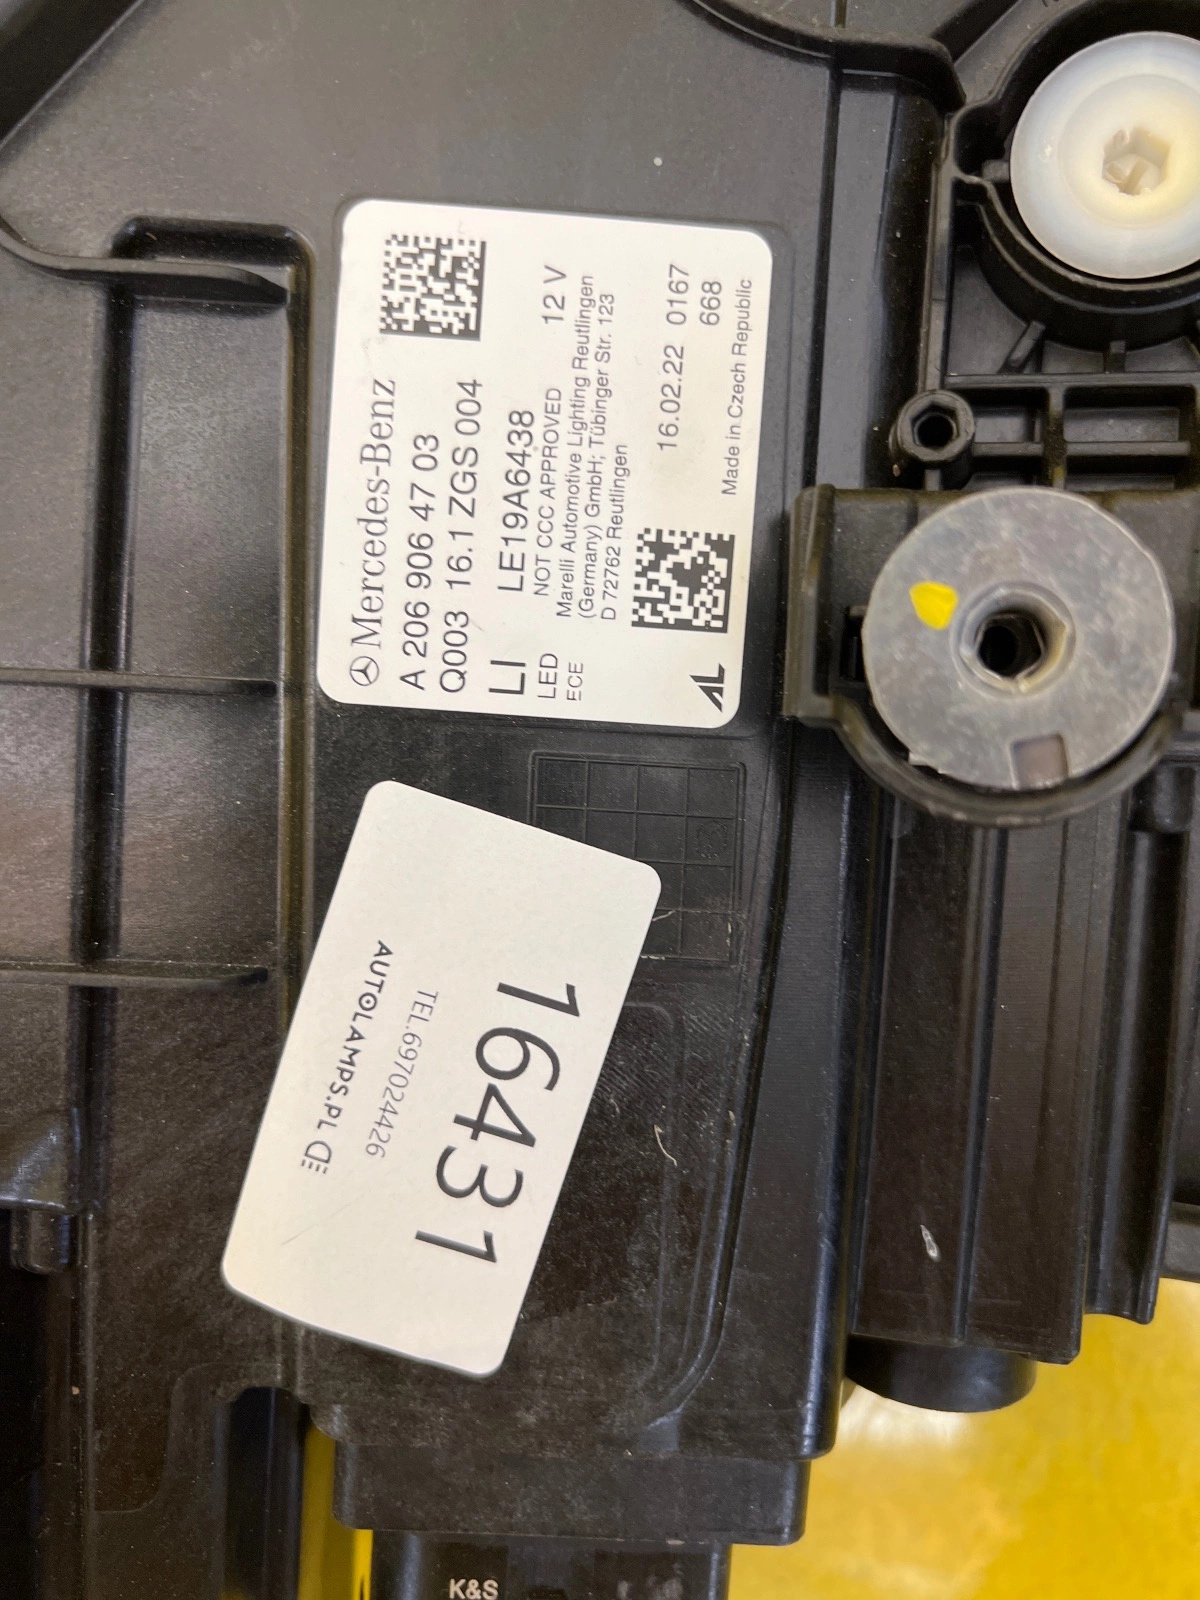 Mercedes-Benz
A 206 906 47 03
Q003 16.1 ZGS 004
LI LE19A6438
LED NOT CCC APPROVED 12 V
ECE Marelli Automotive Lighting Reutlingen
(Germany) GmbH; Tübinger Str. 123
D 72762 Reutlingen
16.02.22 0167
668
Made in Czech Republic
AL
16431
TEL.697024426
AUTOLAMPS.PL
K&S